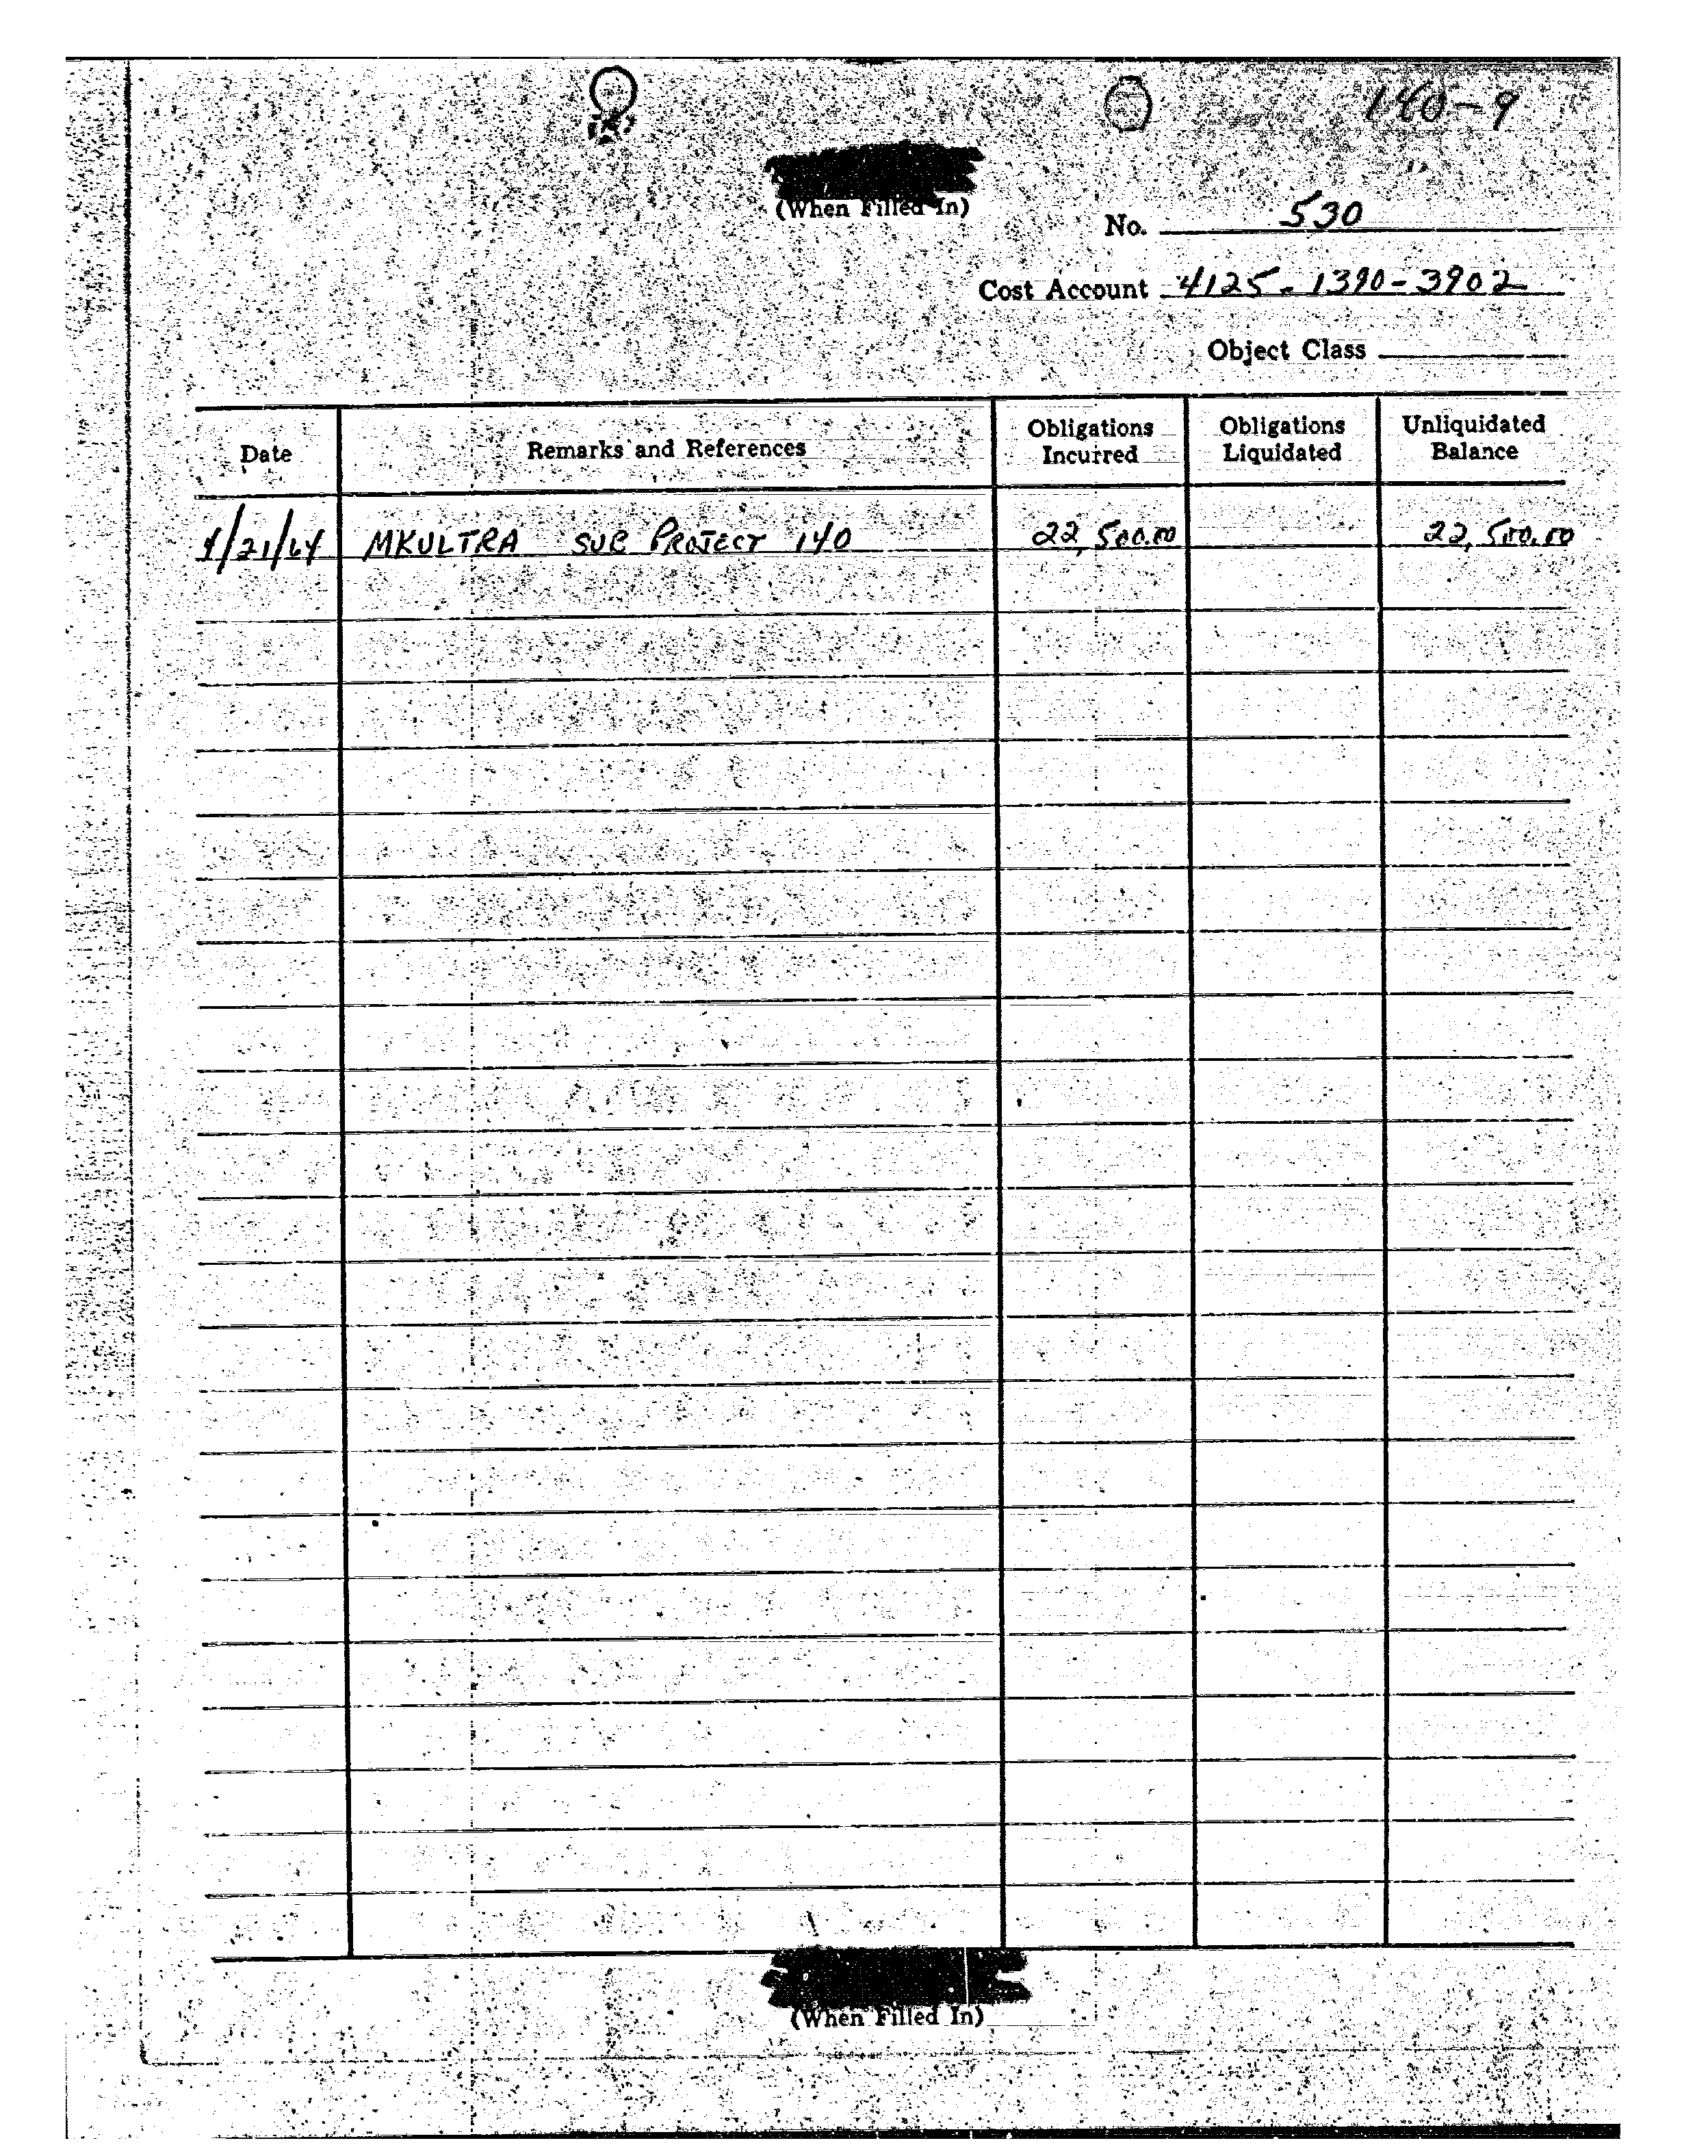 140-9
(When Filled In)
No. 530
Cost Account 4125-1390-3902
Object Class
Date Remarks and References Obligations Incurred Obligations Liquidated Unliquidated Balance
4/21/64 MKULTRA SUB PROJECT 140 22,500.00 22,500.00
(When Filled In)